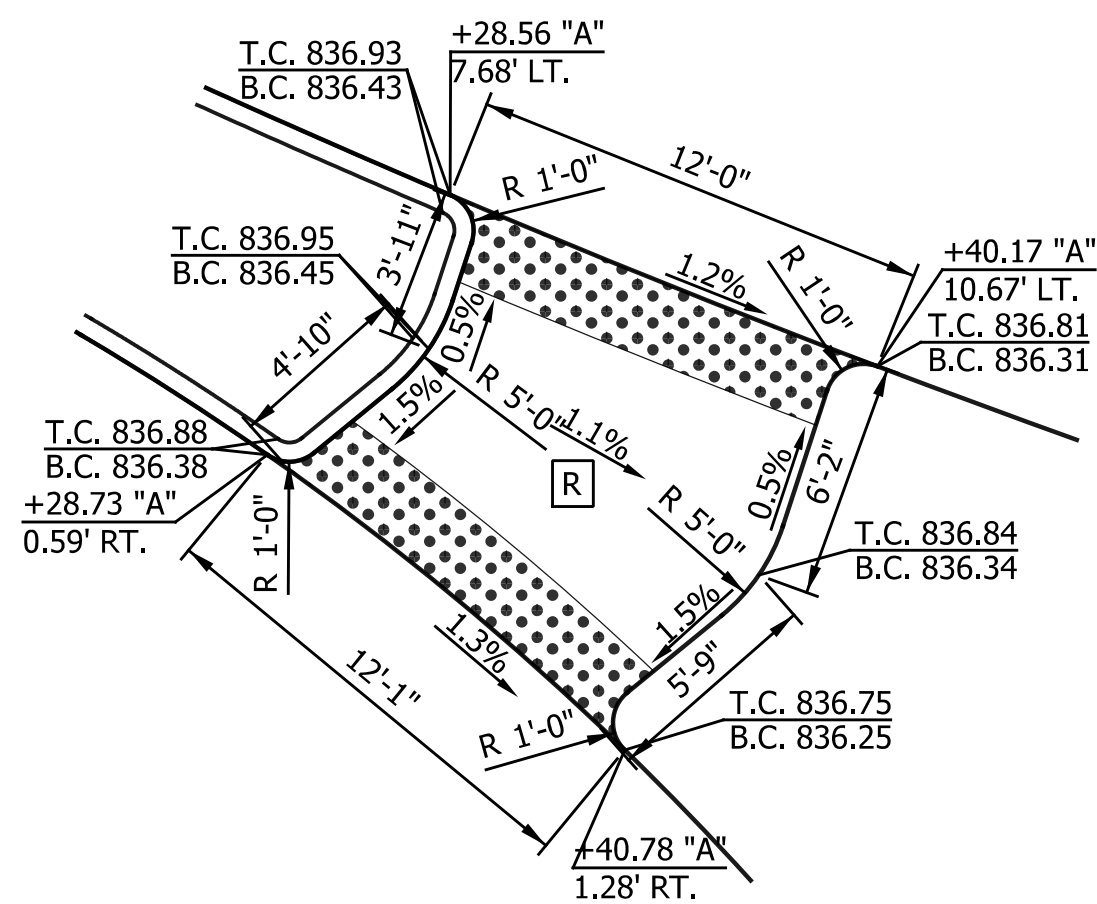 +28.56 "A"
7.68' LT.
T.C. 836.93
B.C. 836.43
12'-0"
R 1'-0"
3'-11"
T.C. 836.95
B.C. 836.45
1.2%
R 1'-0"
+40.17 "A"
10.67' LT.
T.C. 836.81
B.C. 836.31
4'-10"
0.5%
R 5'-0"
1.5%
1.1%
R
T.C. 836.88
B.C. 836.38
+28.73 "A"
0.59' RT.
R 1'-0"
R 5'-0"
0.5%
6'-2"
T.C. 836.84
B.C. 836.34
1.5%
5'-9"
1.3%
12'-1"
R 1'-0"
T.C. 836.75
B.C. 836.25
+40.78 "A"
1.28' RT.